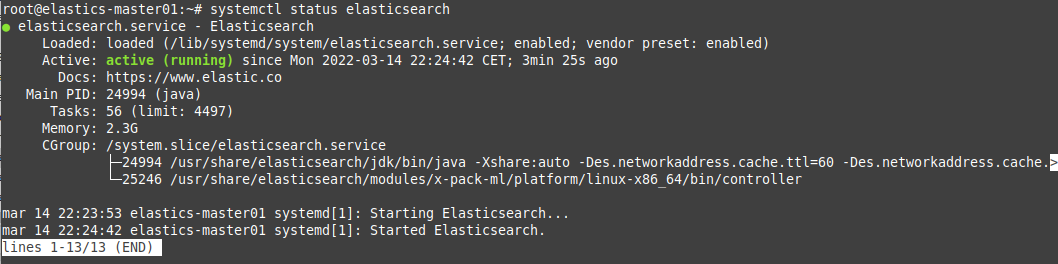 root@elastics-master01:~# systemctl status elasticsearch
● elasticsearch.service - Elasticsearch
     Loaded: loaded (/lib/systemd/system/elasticsearch.service; enabled; vendor preset: enabled)
     Active: active (running) since Mon 2022-03-14 22:24:42 CET; 3min 25s ago
       Docs: https://www.elastic.co
   Main PID: 24994 (java)
      Tasks: 56 (limit: 4497)
     Memory: 2.3G
     CGroup: /system.slice/elasticsearch.service
             ├─24994 /usr/share/elasticsearch/jdk/bin/java -Xshare:auto -Des.networkaddress.cache.ttl=60 -Des.networkaddress.cache.>
             └─25246 /usr/share/elasticsearch/modules/x-pack-ml/platform/linux-x86_64/bin/controller

mar 14 22:23:53 elastics-master01 systemd[1]: Starting Elasticsearch...
mar 14 22:24:42 elastics-master01 systemd[1]: Started Elasticsearch.
lines 1-13/13 (END)